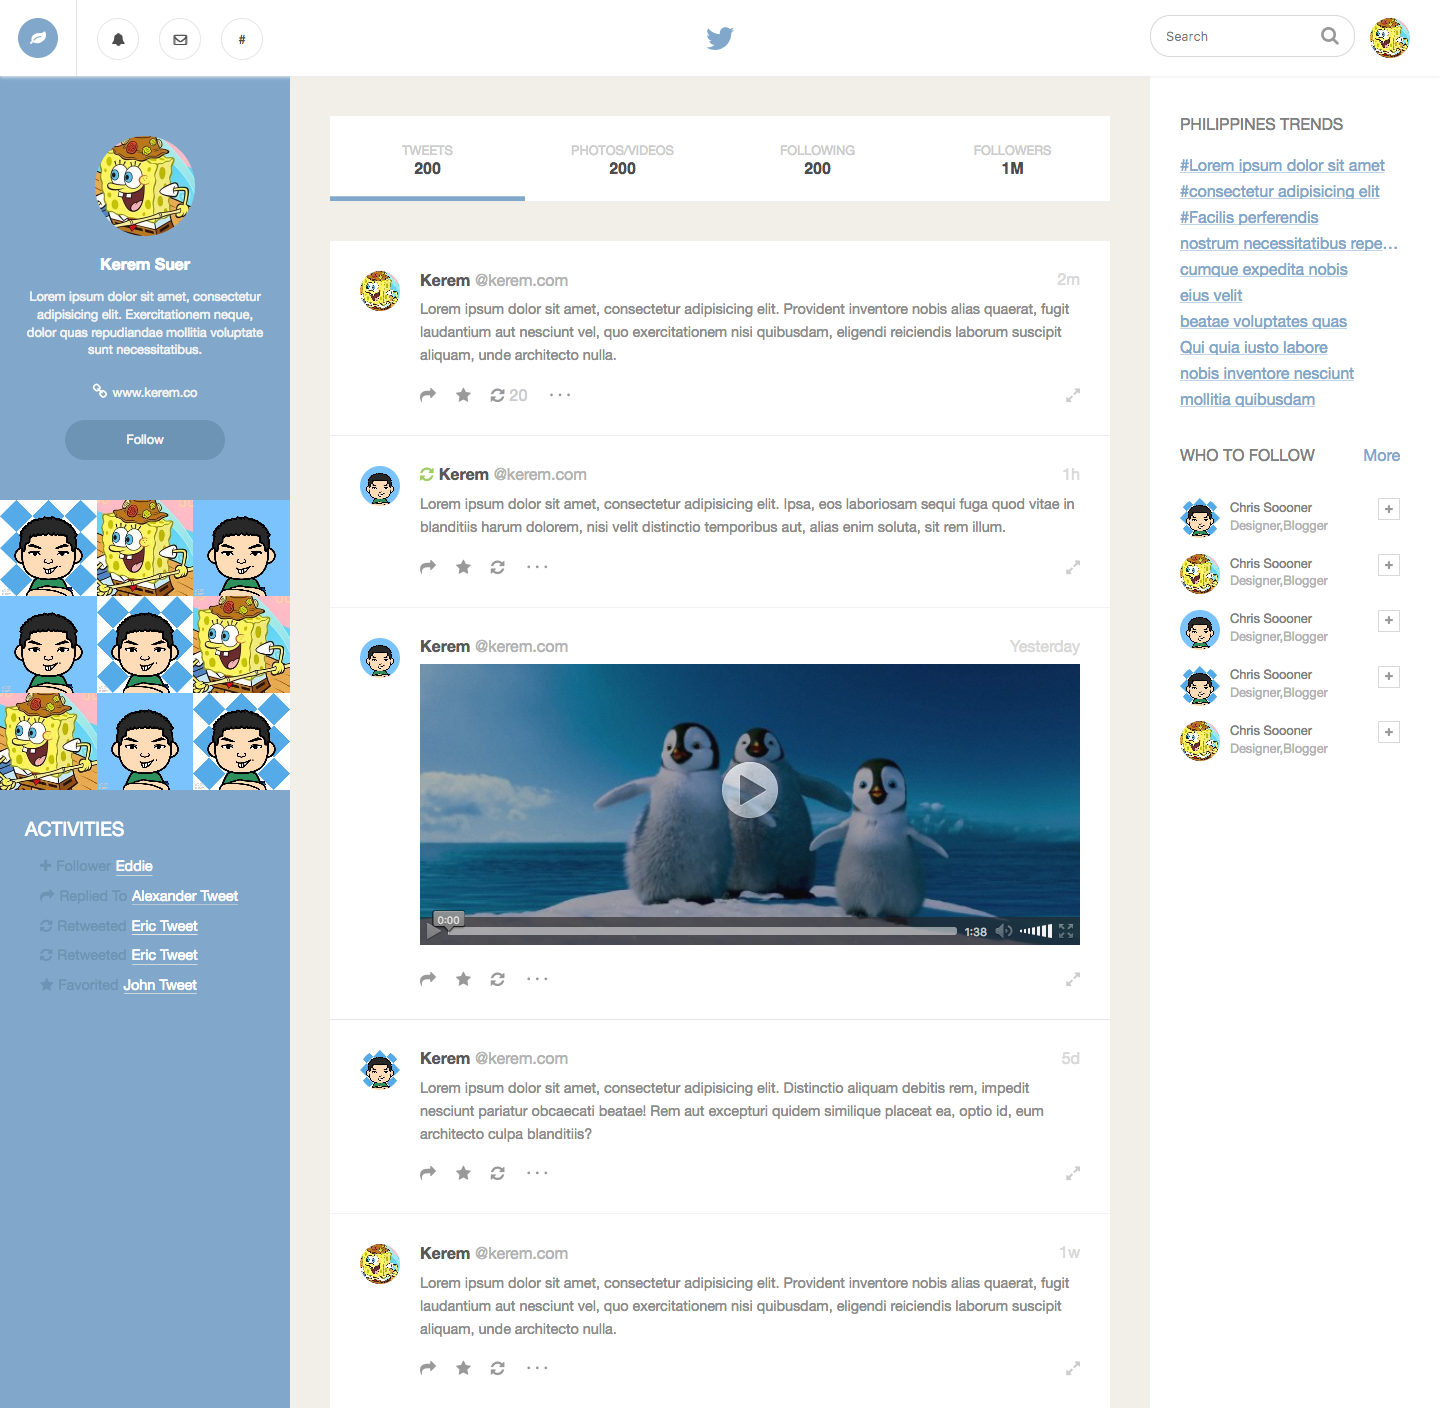 #
Search
Kerem Suer
Lorem ipsum dolor sit amet, consectetur
adipisicing elit. Exercitationem neque,
dolor quas repudiandae mollitia voluptate
sunt necessitatibus.
www.kerem.co
Follow
ACTIVITIES
Follower Eddie
Replied To Alexander Tweet
Retweeted Eric Tweet
Retweeted Eric Tweet
Favorited John Tweet
TWEETS
200
PHOTOS/VIDEOS
200
FOLLOWING
200
FOLLOWERS
1M
Kerem @kerem.com 2m
Lorem ipsum dolor sit amet, consectetur adipisicing elit. Provident inventore nobis alias quaerat, fugit
laudantium aut nesciunt vel, quo exercitationem nisi quibusdam, eligendi reiciendis laborum suscipit
aliquam, unde architecto nulla.
20 ···
Kerem @kerem.com 1h
Lorem ipsum dolor sit amet, consectetur adipisicing elit. Ipsa, eos laboriosam sequi fuga quod vitae in
blanditiis harum dolorem, nisi velit distinctio temporibus aut, alias enim soluta, sit rem illum.
···
Kerem @kerem.com Yesterday
0:00
1:38
···
Kerem @kerem.com 5d
Lorem ipsum dolor sit amet, consectetur adipisicing elit. Distinctio aliquam debitis rem, impedit
nesciunt pariatur obcaecati beatae! Rem aut excepturi quidem similique placeat ea, optio id, eum
architecto culpa blanditiis?
···
Kerem @kerem.com 1w
Lorem ipsum dolor sit amet, consectetur adipisicing elit. Provident inventore nobis alias quaerat, fugit
laudantium aut nesciunt vel, quo exercitationem nisi quibusdam, eligendi reiciendis laborum suscipit
aliquam, unde architecto nulla.
···
PHILIPPINES TRENDS
#Lorem ipsum dolor sit amet
#consectetur adipisicing elit
#Facilis perferendis
nostrum necessitatibus repe…
cumque expedita nobis
eius velit
beatae voluptates quas
Qui quia iusto labore
nobis inventore nesciunt
mollitia quibusdam
WHO TO FOLLOW More
Chris Soooner
Designer,Blogger
Chris Soooner
Designer,Blogger
Chris Soooner
Designer,Blogger
Chris Soooner
Designer,Blogger
Chris Soooner
Designer,Blogger